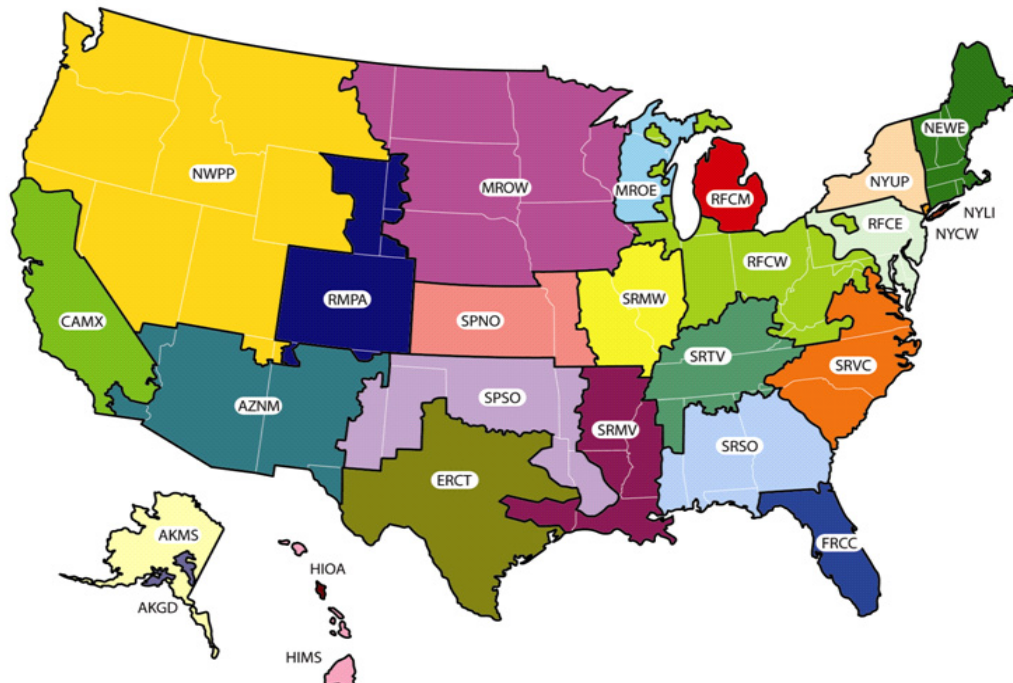 NWPP
MROW
MROE
RFCM
NEWE
NYUP
NYLI
NYCW
RFCE
RFCW
CAMX
RMPA
SPNO
SRMW
SRTV
SRVC
AZNM
SPSO
SRMV
SRSO
ERCT
FRCC
AKMS
AKGD
HIOA
HIMS